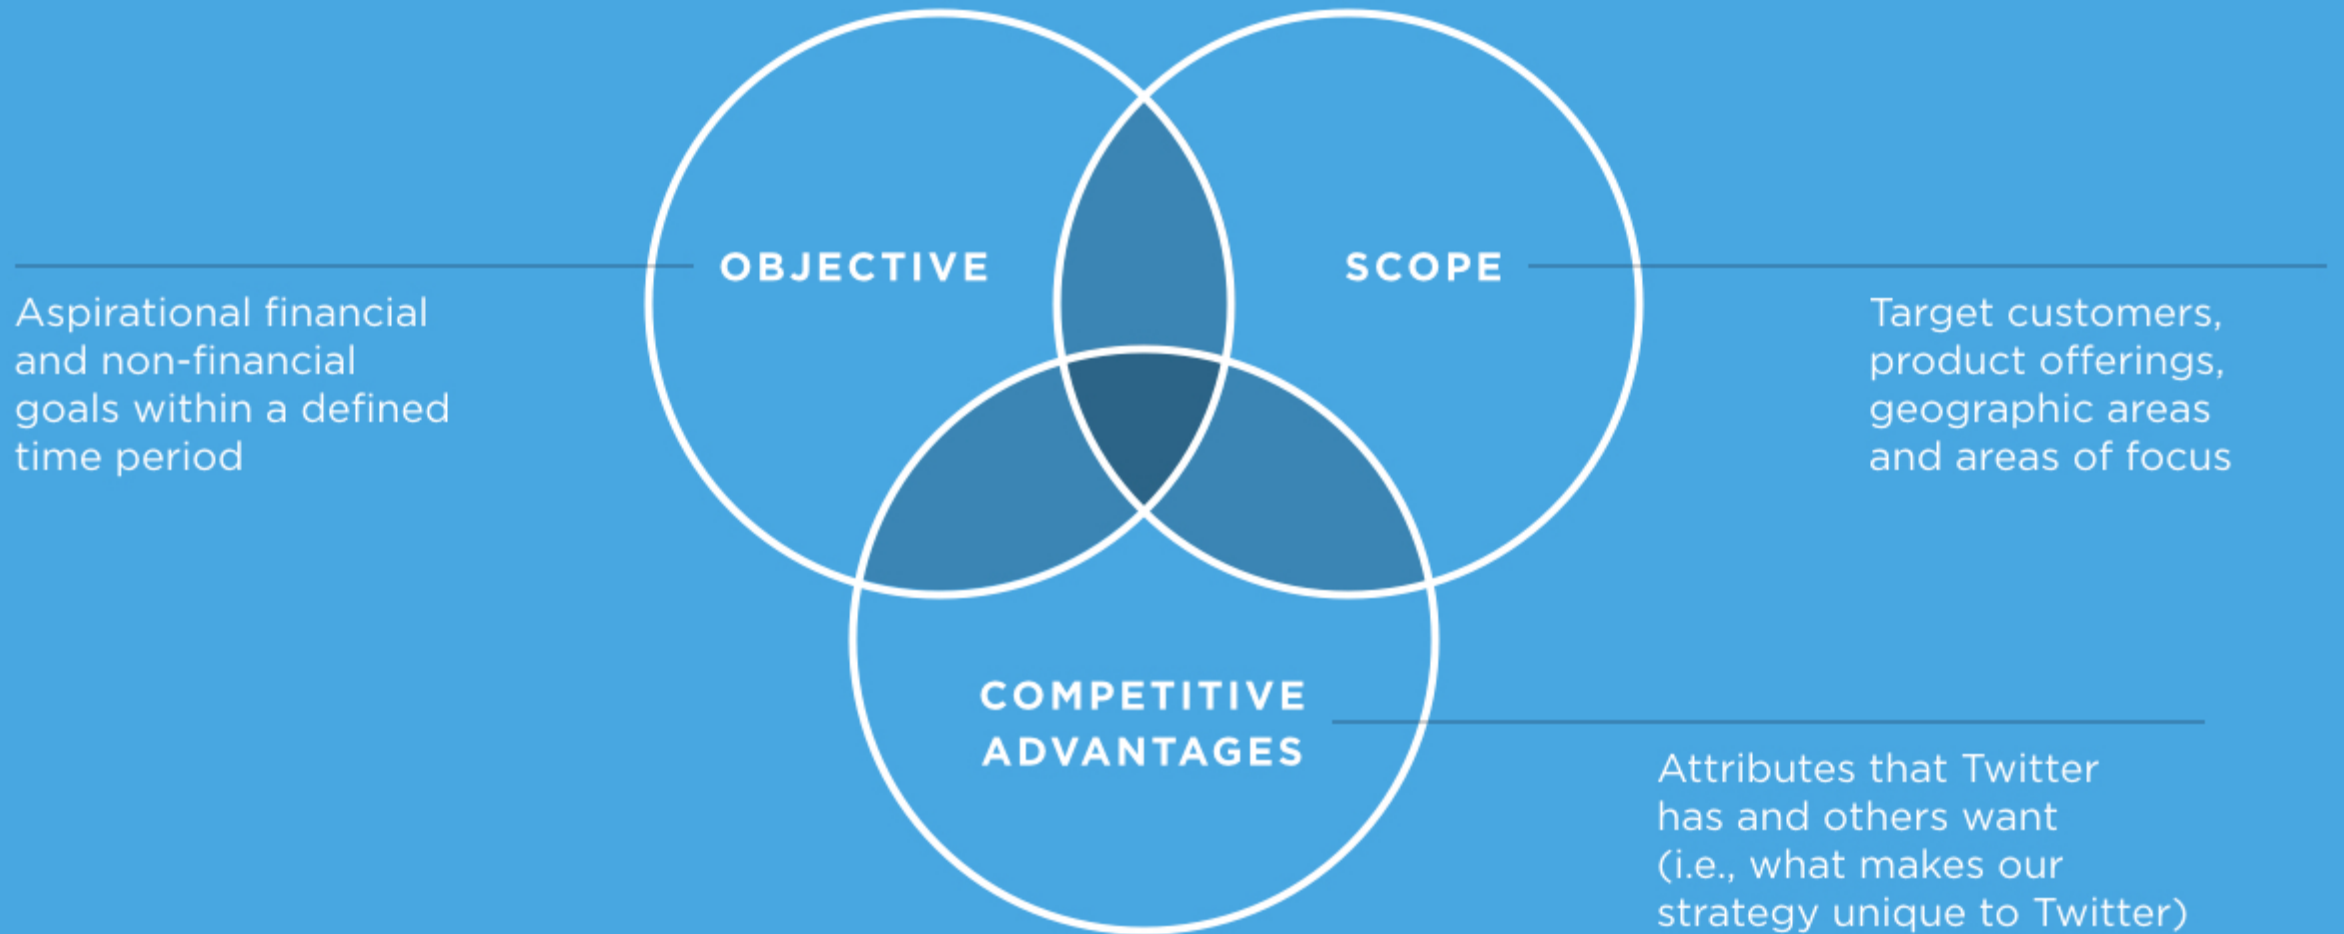 OBJECTIVE
Aspirational financial
and non-financial
goals within a defined
time period
SCOPE
Target customers,
product offerings,
geographic areas
and areas of focus
COMPETITIVE
ADVANTAGES
Attributes that Twitter
has and others want
(i.e., what makes our
strategy unique to Twitter)